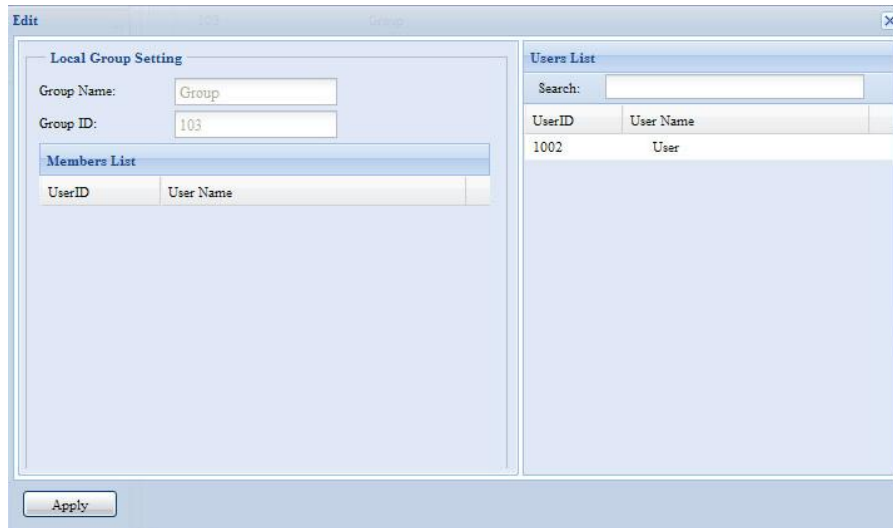 Edit
Local Group Setting
Group Name:
Group
Group ID:
103
Members List
UserID
User Name
Users List
Search:
UserID
User Name
1002
User
Apply